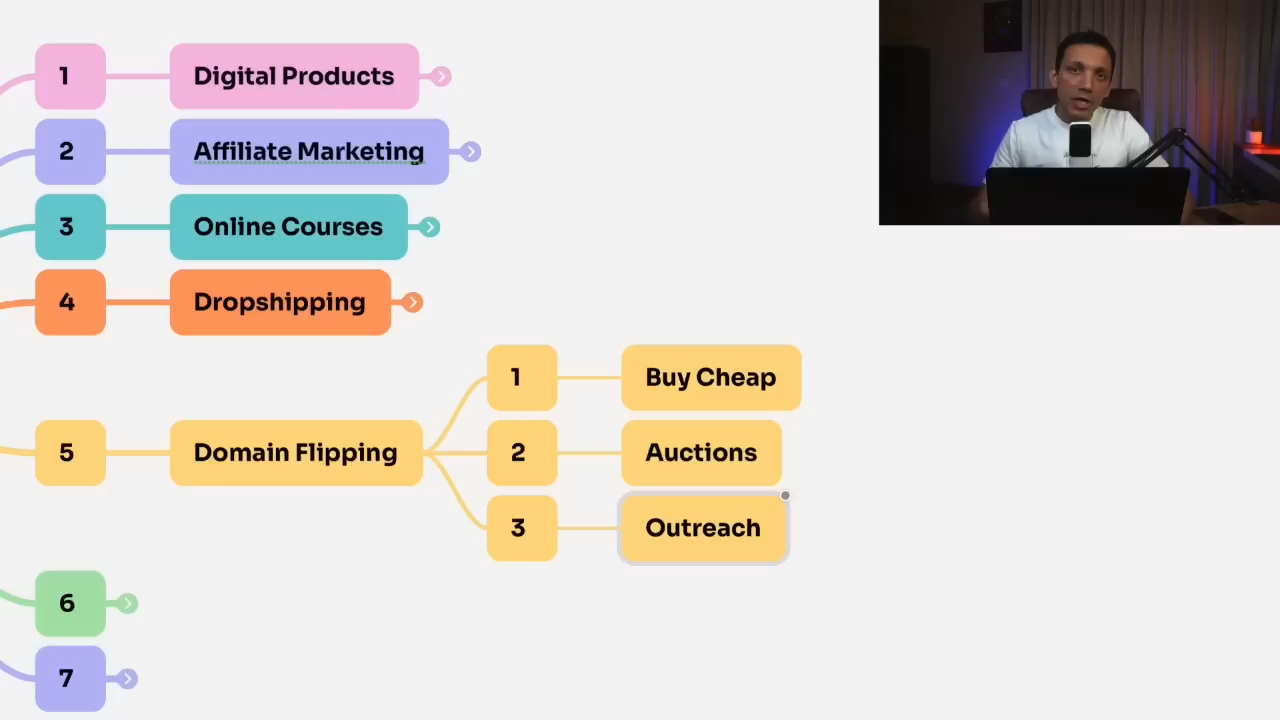 1
Digital Products
2
Affiliate Marketing
3
Online Courses
4
Dropshipping
5
Domain Flipping
1
Buy Cheap
2
Auctions
3
Outreach
6
7